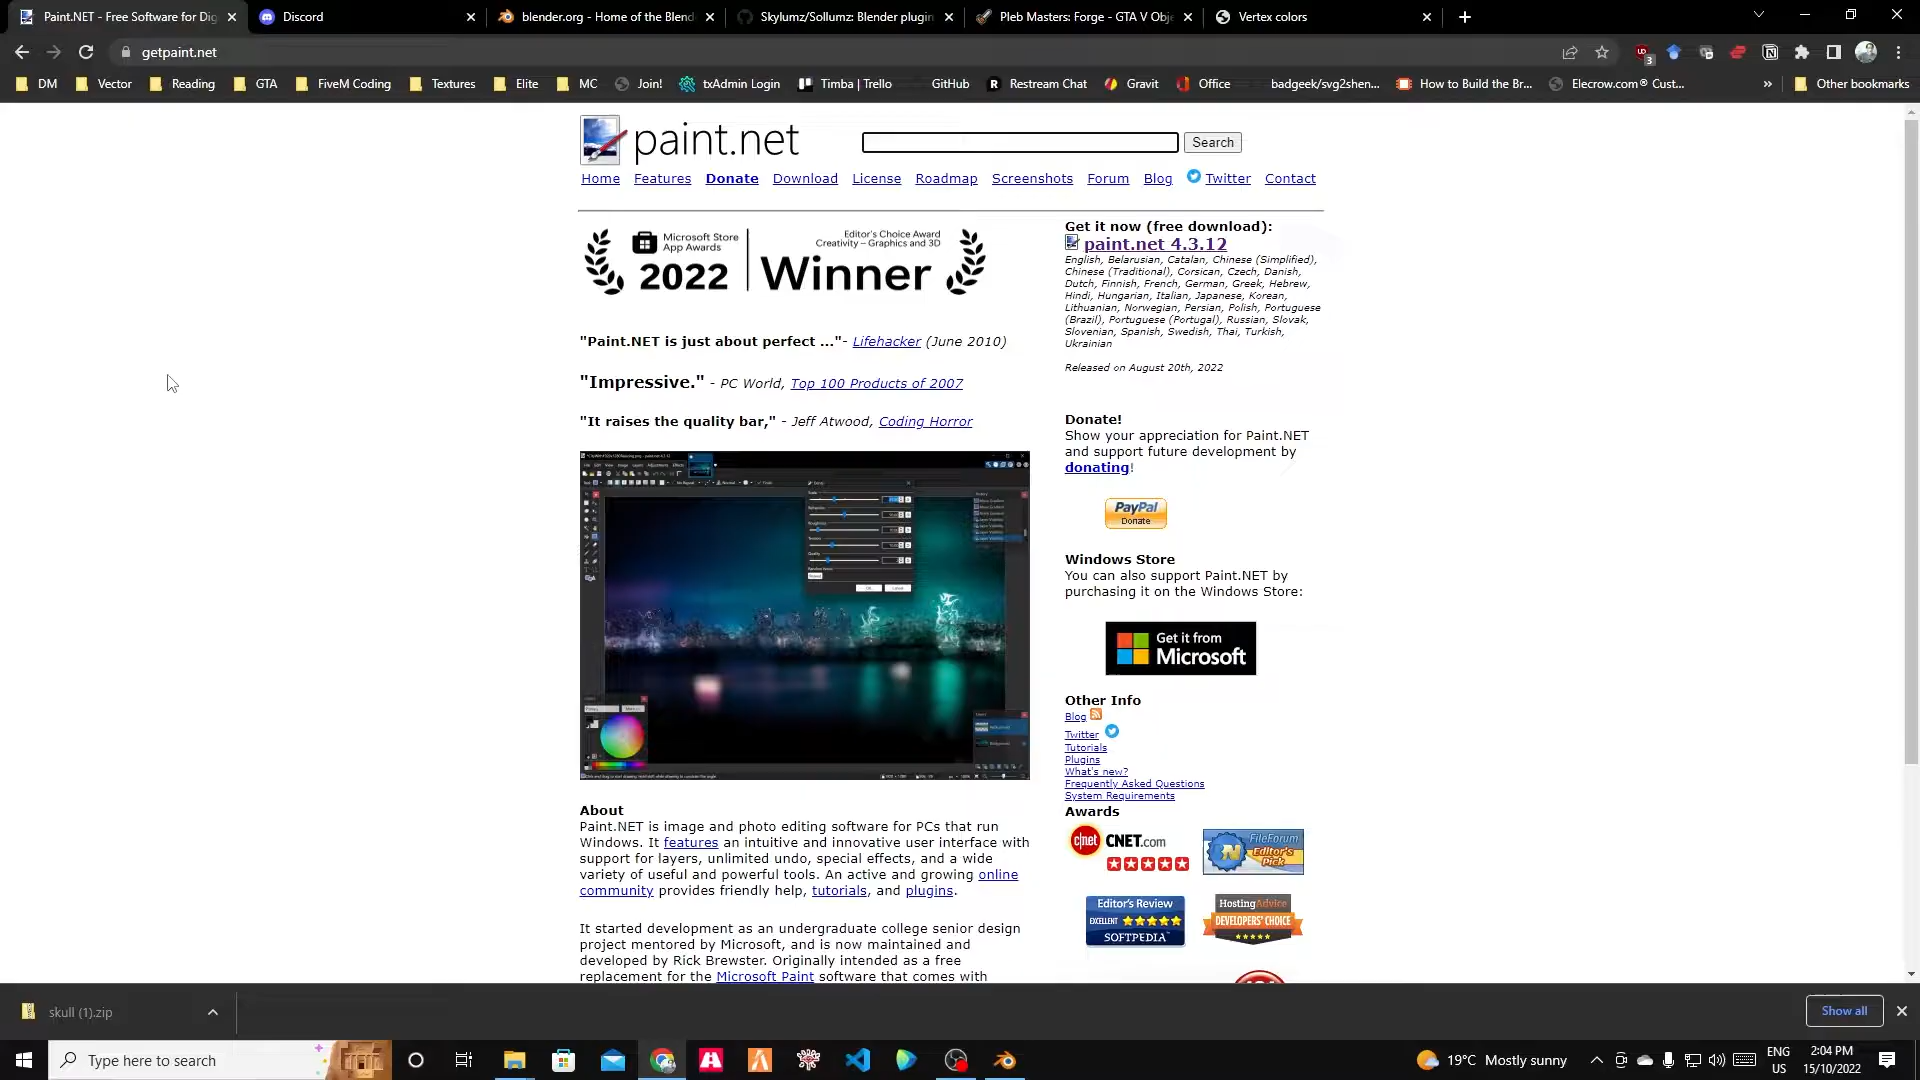 Paint.NET - Free Software for Dig
Discord
blender.org - Home of the Blend
Skylumz/Sollumz: Blender plugin
Pleb Masters: Forge - GTA V Obj
Vertex colors
getpaint.net
3
DM
Vector
Reading
GTA
FiveM Coding
Textures
Elite
MC
Join!
txAdmin Login
Timba | Trello
GitHub
Restream Chat
Gravit
Office
badgeek/svg2shen...
How to Build the Br...
Elecrow.com® Cust...
»
Other bookmarks
paint.net
Search
Home
Features
Donate
Download
License
Roadmap
Screenshots
Forum
Blog
Twitter
Contact
Microsoft Store
App Awards
2022
Editor's Choice Award
Creativity – Graphics and 3D
Winner
"Paint.NET is just about perfect ..."- Lifehacker (June 2010)
"Impressive." - PC World, Top 100 Products of 2007
"It raises the quality bar," - Jeff Atwood, Coding Horror
About
Paint.NET is image and photo editing software for PCs that run
Windows. It features an intuitive and innovative user interface with
support for layers, unlimited undo, special effects, and a wide
variety of useful and powerful tools. An active and growing online
community provides friendly help, tutorials, and plugins.
It started development as an undergraduate college senior design
project mentored by Microsoft, and is now maintained and
developed by Rick Brewster. Originally intended as a free
replacement for the Microsoft Paint software that comes with
Get it now (free download):
paint.net 4.3.12
English, Belarusian, Catalan, Chinese (Simplified),
Chinese (Traditional), Corsican, Czech, Danish,
Dutch, Finnish, French, German, Greek, Hebrew,
Hindi, Hungarian, Italian, Japanese, Korean,
Lithuanian, Norwegian, Persian, Polish, Portuguese
(Brazil), Portuguese (Portugal), Russian, Slovak,
Slovenian, Spanish, Swedish, Thai, Turkish,
Ukrainian
Released on August 20th, 2022
Donate!
Show your appreciation for Paint.NET
and support future development by
donating!
PayPal
Donate
Windows Store
You can also support Paint.NET by
purchasing it on the Windows Store:
Get it from
Microsoft
Other Info
Blog
Twitter
Tutorials
Plugins
What's new?
Frequently Asked Questions
System Requirements
Awards
c|net CNET.com
FileForum
Editor's
Pick
Editor's Review
EXCELLENT
SOFTPEDIA
HostingAdvice
DEVELOPERS' CHOICE
skull (1).zip
Show all
Type here to search
19°C Mostly sunny
ENG
US
2:04 PM
15/10/2022